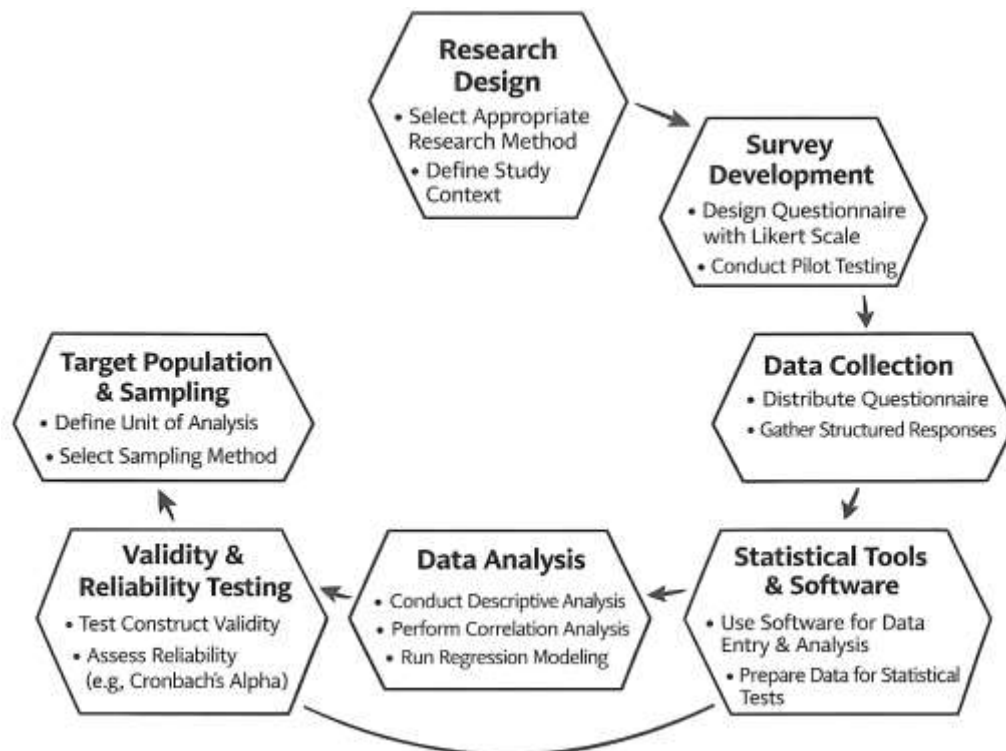 Research
Design
• Select Appropriate
Research Method
• Define Study
Context
Survey
Development
• Design Questionnaire
with Likert Scale
• Conduct Pilot Testing
Data Collection
• Distribute Questionnaire
• Gather Structured Responses
Statistical Tools
& Software
• Use Software for Data
Entry & Analysis
• Prepare Data for Statistical
Tests
Data Analysis
• Conduct Descriptive Analysis
• Perform Correlation Analysis
• Run Regression Modeling
Validity &
Reliability Testing
• Test Construct Validity
• Assess Reliability
(e.g, Cronbach's Alpha)
Target Population
& Sampling
• Define Unit of Analysis
• Select Sampling Method